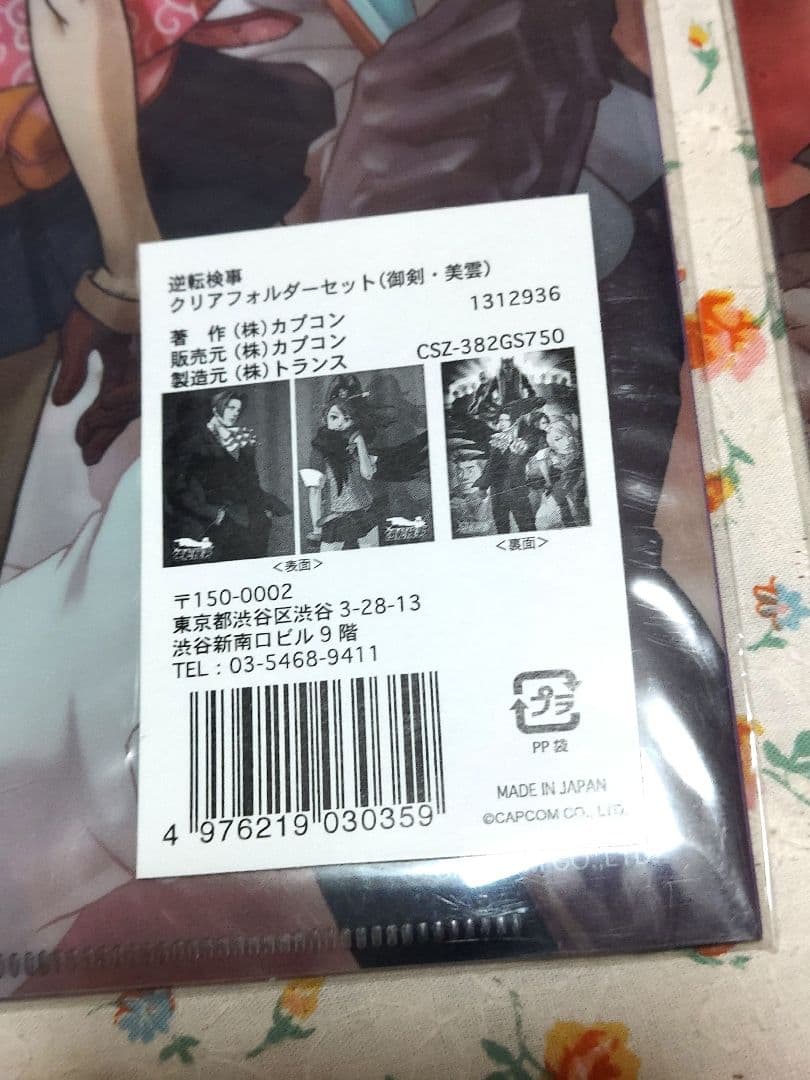 逆転検事
クリアフォルダーセット(御剣・美雲)
1312936
著　作 (株)カプコン
販売元 (株)カプコン
製造元 (株)トランス
CSZ-382GS750
<表面>
<裏面>
〒150-0002
東京都渋谷区渋谷 3-28-13
渋谷新南口ビル 9 階
TEL : 03-5468-9411
プラ
PP 袋
MADE IN JAPAN
©CAPCOM CO., LTD.
4 976219 030359